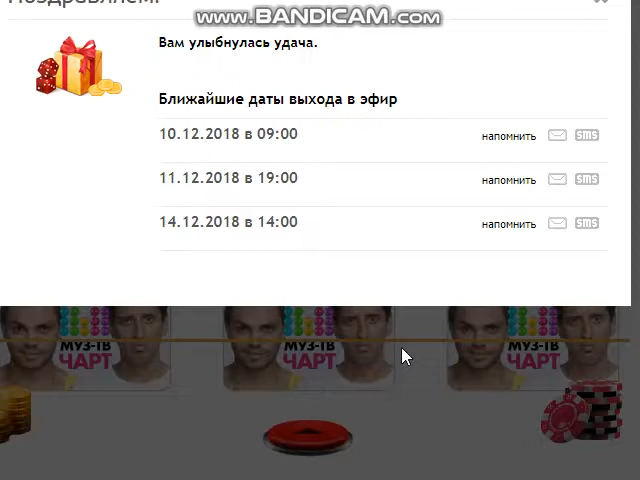 Поздравляем!
www.BANDICAM.com
Вам улыбнулась удача.
Ближайшие даты выхода в эфир
10.12.2018 в 09:00 напомнить sms
11.12.2018 в 19:00 напомнить sms
14.12.2018 в 14:00 напомнить sms
МУЗ-ТВ МУЗ-ТВ МУЗ-ТВ
ЧАРТ ЧАРТ ЧАРТ